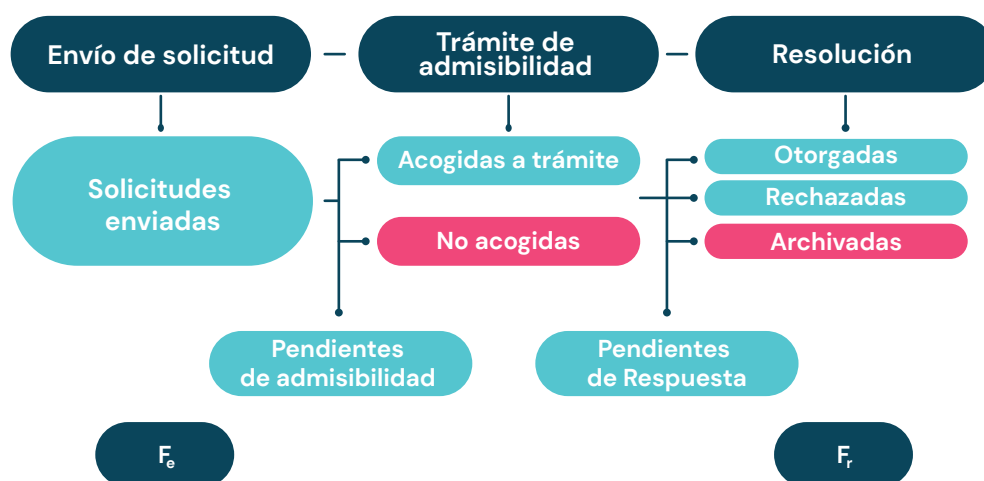 Envío de solicitud
Trámite de
admisibilidad
Resolución
Solicitudes
enviadas
Acogidas a trámite
No acogidas
Otorgadas
Rechazadas
Archivadas
Pendientes
de admisibilidad
Pendientes
de Respuesta
Fe
Fr